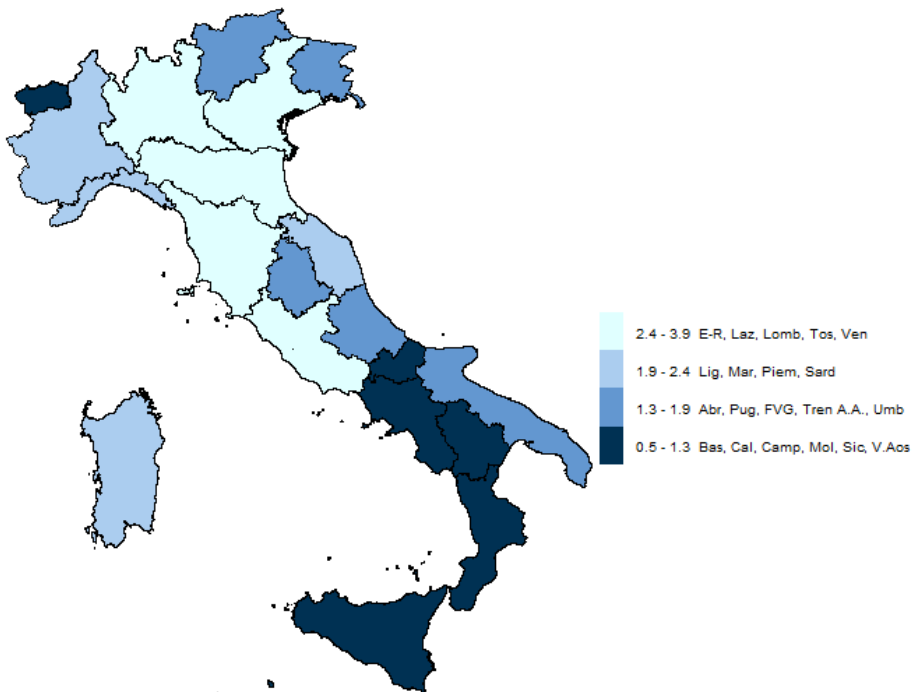 2.4 - 3.9 E-R, Laz, Lomb, Tos, Ven
1.9 - 2.4 Lig, Mar, Piem, Sard
1.3 - 1.9 Abr, Pug, FVG, Tren A.A., Umb
0.5 - 1.3 Bas, Cal, Camp, Mol, Sic, V.Aos